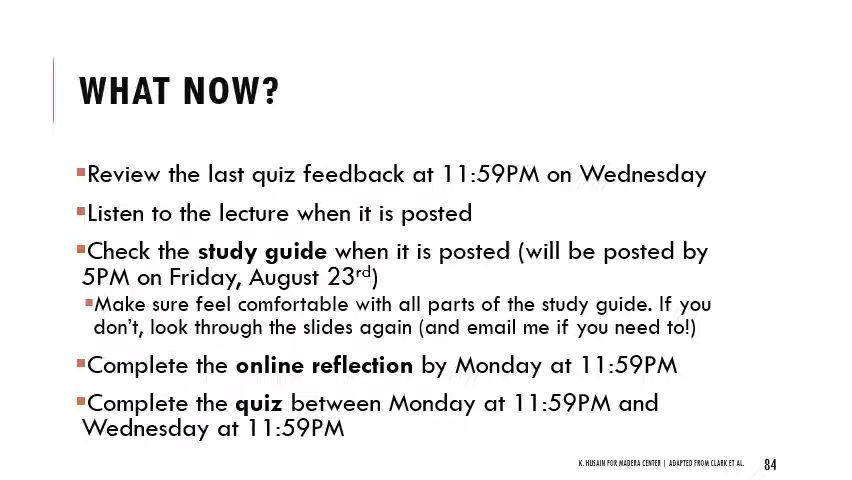 WHAT NOW?
▪Review the last quiz feedback at 11:59PM on Wednesday
▪Listen to the lecture when it is posted
▪Check the study guide when it is posted (will be posted by
5PM on Friday, August 23rd)
▪Make sure feel comfortable with all parts of the study guide. If you
don't, look through the slides again (and email me if you need to!)
▪Complete the online reflection by Monday at 11:59PM
▪Complete the quiz between Monday at 11:59PM and
Wednesday at 11:59PM
K. HUSAIN FOR MADERA CENTER | ADAPTED FROM CLARK ET AL. 84